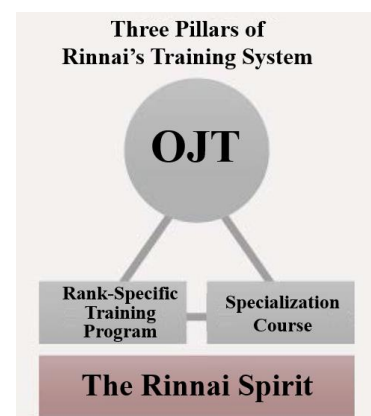 Three Pillars of
Rinnai's Training System
OJT
Rank-Specific
Training
Program
Specialization
Course
The Rinnai Spirit